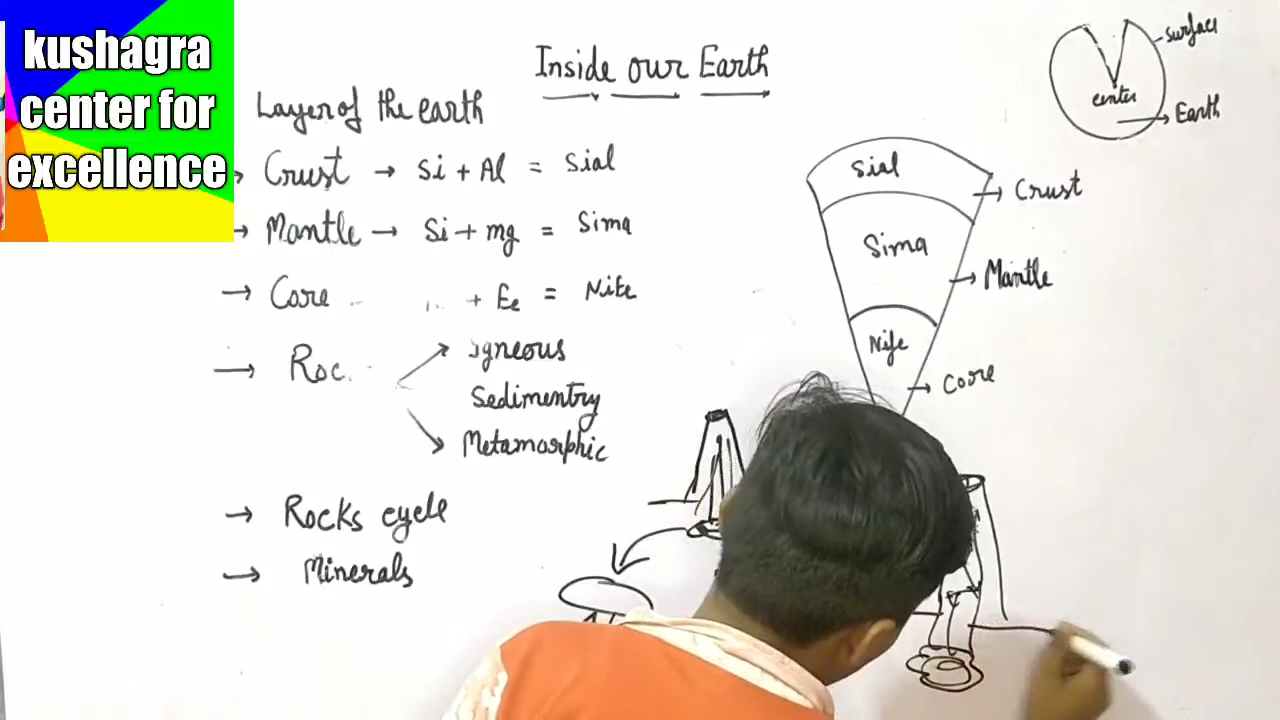 kushagra
center for
excellence
Inside our Earth
Layer of the earth
→ Crust → Si + Al = Sial
→ Mantle → Si + mg = Sima
→ Core + Fe = Nife
→ Roc
Igneous
Sedimentry
Metamorphic
→ Rocks cycle
→ Minerals
surface
center
Earth
Sial
Crust
Sima
Mantle
Nife
Core